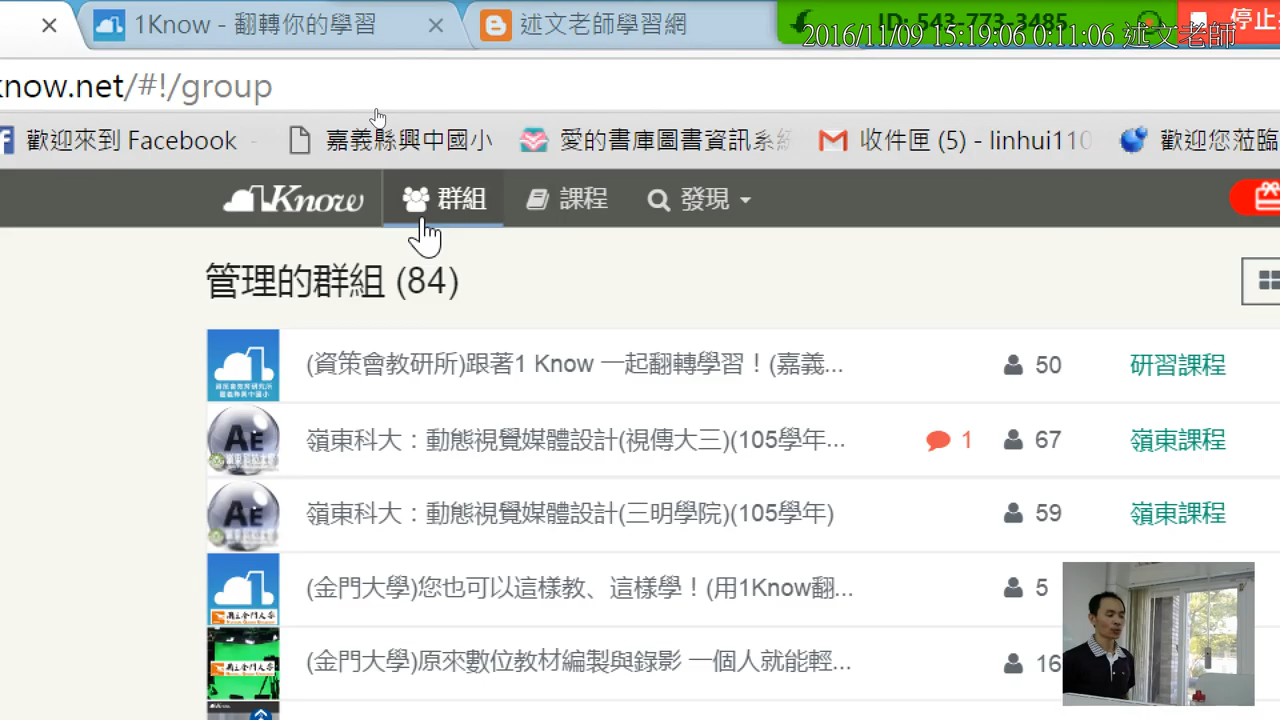 1Know - 翻轉你的學習
述文老師學習網
ID: 543-773-3485
停止
2016/11/09 15:19:06 0:11:06 述文老師
know.net/#!/group
歡迎來到 Facebook -
嘉義縣興中國小
愛的書庫圖書資訊系統
收件匣 (5) - linhui110
歡迎您蒞臨
1Know
群組
課程
發現
管理的群組 (84)
(資策會教研所)跟著1 Know 一起翻轉學習！(嘉義...
50
研習課程
嶺東科大：動態視覺媒體設計(視傳大三)(105學年...
1
67
嶺東課程
嶺東科大：動態視覺媒體設計(三明學院)(105學年)
59
嶺東課程
(金門大學)您也可以這樣教、這樣學！(用1Know翻...
5
(金門大學)原來數位教材編製與錄影 一個人就能輕...
16